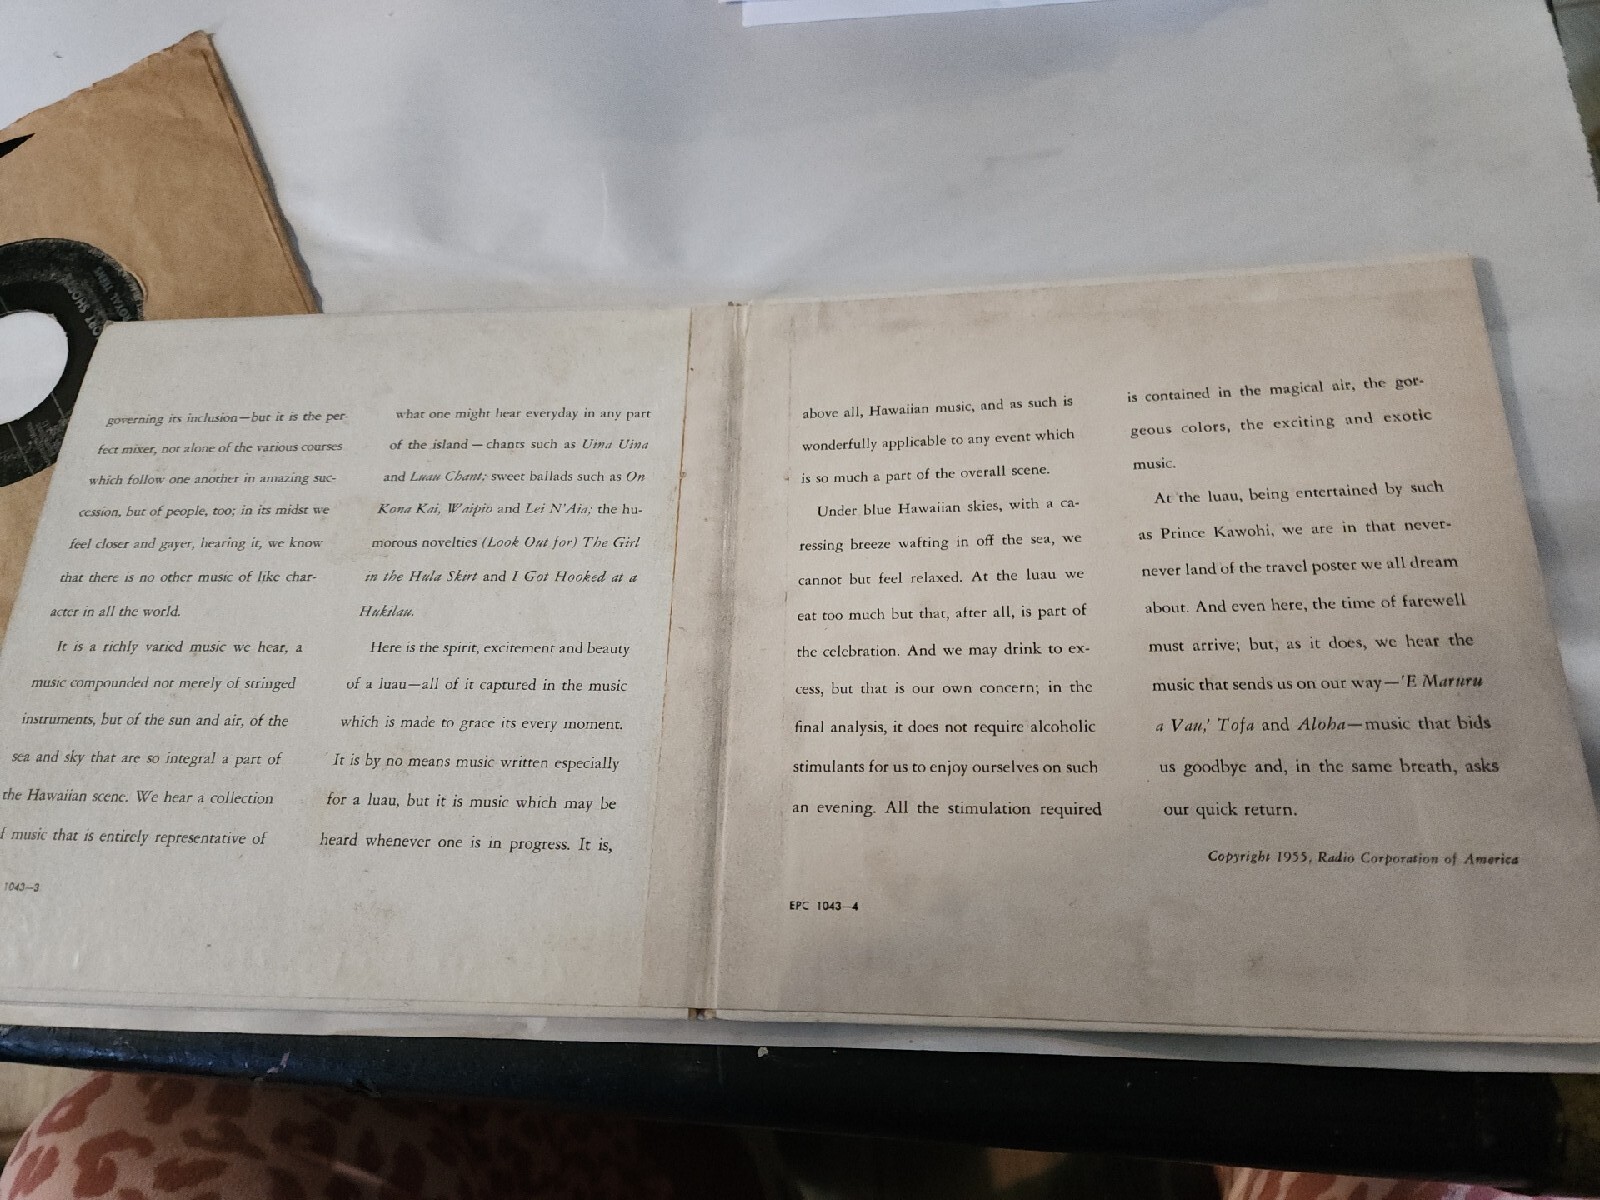 governing its inclusion—but it is the per-
fect mixer, not alone of the various courses
which follow one another in amazing suc-
cession, but of people, too; in its midst we
feel closer and gayer, hearing it, we know
that there is no other music of like char-
acter in all the world.
It is a richly varied music we hear, a
music compounded not merely of stringed
instruments, but of the sun and air, of the
sea and sky that are so integral a part of
the Hawaiian scene. We hear a collection
music that is entirely representative of
1043—3
what one might hear everyday in any part
of the island — chants such as Uina Uina
and Luau Chant; sweet ballads such as On
Kona Kai, Waipio and Lei N'Aia; the hu-
morous novelties (Look Out for) The Girl
in the Hula Skirt and I Got Hooked at a
Hukilau.
Here is the spirit, excitement and beauty
of a luau—all of it captured in the music
which is made to grace its every moment.
It is by no means music written especially
for a luau, but it is music which may be
heard whenever one is in progress. It is,
above all, Hawaiian music, and as such is
wonderfully applicable to any event which
is so much a part of the overall scene.
Under blue Hawaiian skies, with a ca-
ressing breeze wafting in off the sea, we
cannot but feel relaxed. At the luau we
eat too much but that, after all, is part of
the celebration. And we may drink to ex-
cess, but that is our own concern; in the
final analysis, it does not require alcoholic
stimulants for us to enjoy ourselves on such
an evening. All the stimulation required
EPC 1043—4
is contained in the magical air, the gor-
geous colors, the exciting and exotic
music.
At the luau, being entertained by such
as Prince Kawohi, we are in that never-
never land of the travel poster we all dream
about. And even here, the time of farewell
must arrive; but, as it does, we hear the
music that sends us on our way—'E Maruru
a Vau,' Tofa and Aloha—music that bids
us goodbye and, in the same breath, asks
our quick return.
Copyright 1955, Radio Corporation of America